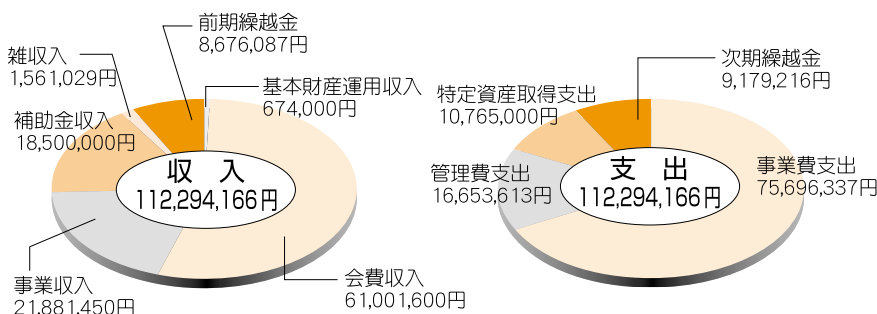 前期繰越金
8,676,087円
雑収入
1,561,029円
基本財産運用収入
674,000円
補助金収入
18,500,000円
収 入
112,294,166円
事業収入
21,881,450円
会費収入
61,001,600円
次期繰越金
9,179,216円
特定資産取得支出
10,765,000円
管理費支出
16,653,613円
支 出
112,294,166円
事業費支出
75,696,337円